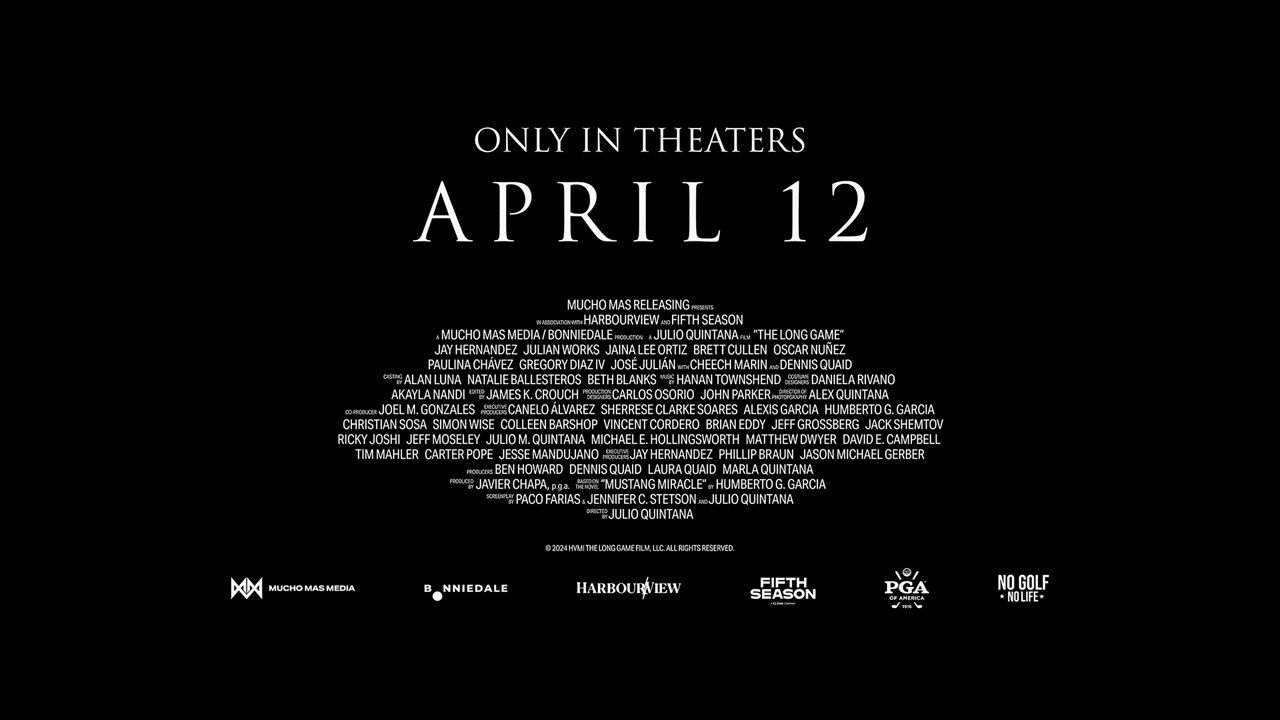 ONLY IN THEATERS
APRIL 12
MUCHO MAS RELEASING PRESENTS
IN ASSOCIATION WITH HARBOURVIEW AND FIFTH SEASON
A MUCHO MAS MEDIA / BONNIEDALE PRODUCTION A JULIO QUINTANA FILM "THE LONG GAME"
JAY HERNANDEZ JULIAN WORKS JAINA LEE ORTIZ BRETT CULLEN OSCAR NUÑEZ
PAULINA CHÁVEZ GREGORY DIAZ IV JOSÉ JULIÁN WITH CHEECH MARIN AND DENNIS QUAID
CASTING BY ALAN LUNA NATALIE BALLESTEROS BETH BLANKS MUSIC BY HANAN TOWNSHEND COSTUME DESIGNERS DANIELA RIVANO
AKAYLA NANDI EDITED BY JAMES K. CROUCH PRODUCTION DESIGNERS CARLOS OSORIO JOHN PARKER DIRECTOR OF PHOTOGRAPHY ALEX QUINTANA
CO-PRODUCER JOEL M. GONZALES EXECUTIVE PRODUCERS CANELO ÁLVAREZ SHERRESE CLARKE SOARES ALEXIS GARCIA HUMBERTO G. GARCIA
CHRISTIAN SOSA SIMON WISE COLLEEN BARSHOP VINCENT CORDERO BRIAN EDDY JEFF GROSSBERG JACK SHEMTOV
RICKY JOSHI JEFF MOSELEY JULIO M. QUINTANA MICHAEL E. HOLLINGSWORTH MATTHEW DWYER DAVID E. CAMPBELL
TIM MAHLER CARTER POPE JESSE MANDUJANO EXECUTIVE PRODUCERS JAY HERNANDEZ PHILLIP BRAUN JASON MICHAEL GERBER
PRODUCERS BEN HOWARD DENNIS QUAID LAURA QUAID MARLA QUINTANA
PRODUCED BY JAVIER CHAPA, p.g.a. BASED ON THE NOVEL "MUSTANG MIRACLE" BY HUMBERTO G. GARCIA
SCREENPLAY BY PACO FARIAS & JENNIFER C. STETSON AND JULIO QUINTANA
DIRECTED BY JULIO QUINTANA
© 2024 HVMI THE LONG GAME FILM, LLC. ALL RIGHTS RESERVED.
MUCHO MAS MEDIA
BONNIEDALE
HARBOURVIEW
FIFTH
SEASON
PGA
OF AMERICA
1916
NO GOLF
NO LIFE